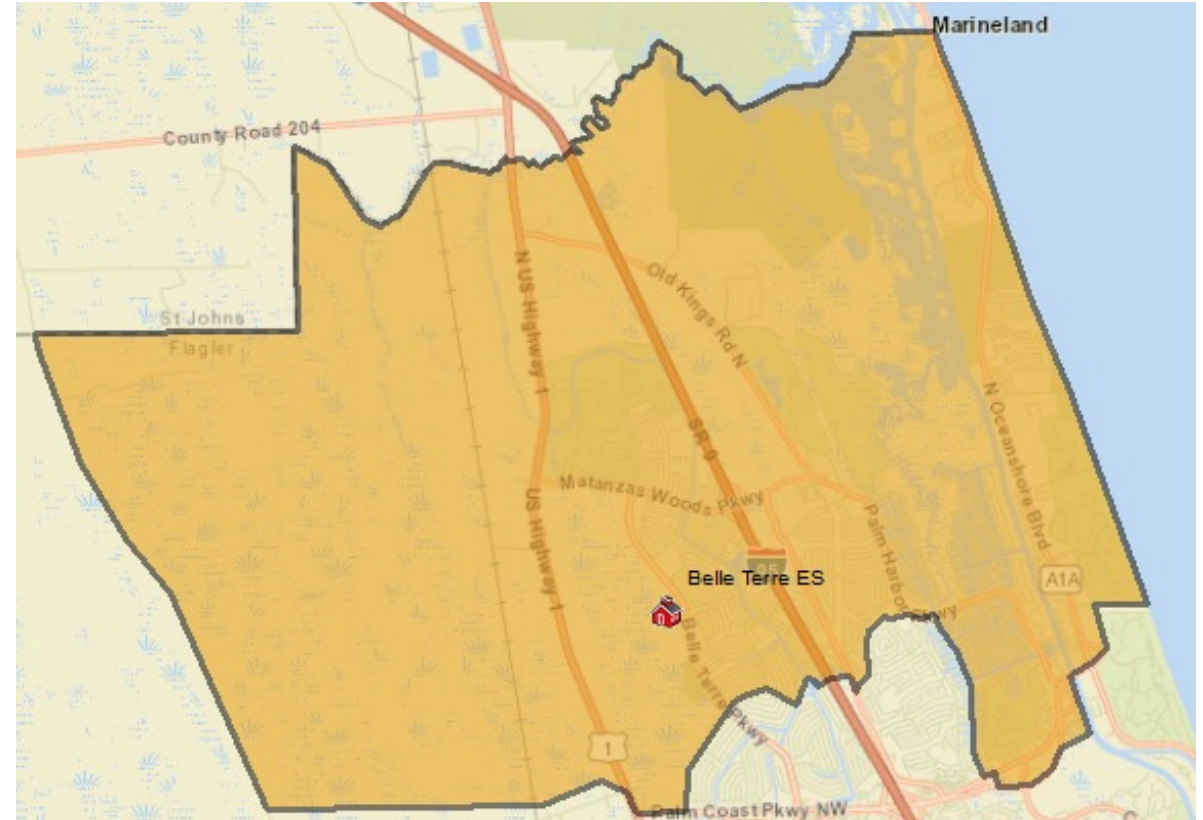 Marineland
County Road 204
Old Kings Rd N
N US Highway 1
St Johns
Flagler
SR-9
N Oceanshore Blvd
Matanzas Woods Pkwy
US Highway 1
Palm Harbor Pkwy
95
Belle Terre ES
A1A
Belle Terre Pkwy
1
Palm Coast Pkwy NW